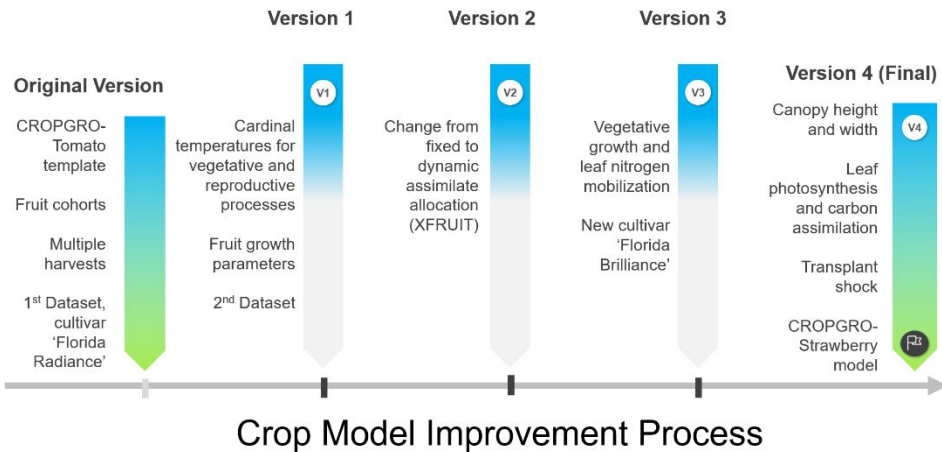 Original Version
CROPGRO-
Tomato
template
Fruit cohorts
Multiple
harvests
1st Dataset,
cultivar
‘Florida
Radiance’
Version 1
V1
Cardinal
temperatures for
vegetative and
reproductive
processes
Fruit growth
parameters
2nd Dataset
Version 2
V2
Change from
fixed to
dynamic
assimilate
allocation
(XFRUIT)
Version 3
V3
Vegetative
growth and
leaf nitrogen
mobilization
New cultivar
‘Florida
Brilliance’
Version 4 (Final)
V4
Canopy height
and width
Leaf
photosynthesis
and carbon
assimilation
Transplant
shock
CROPGRO-
Strawberry
model
Crop Model Improvement Process